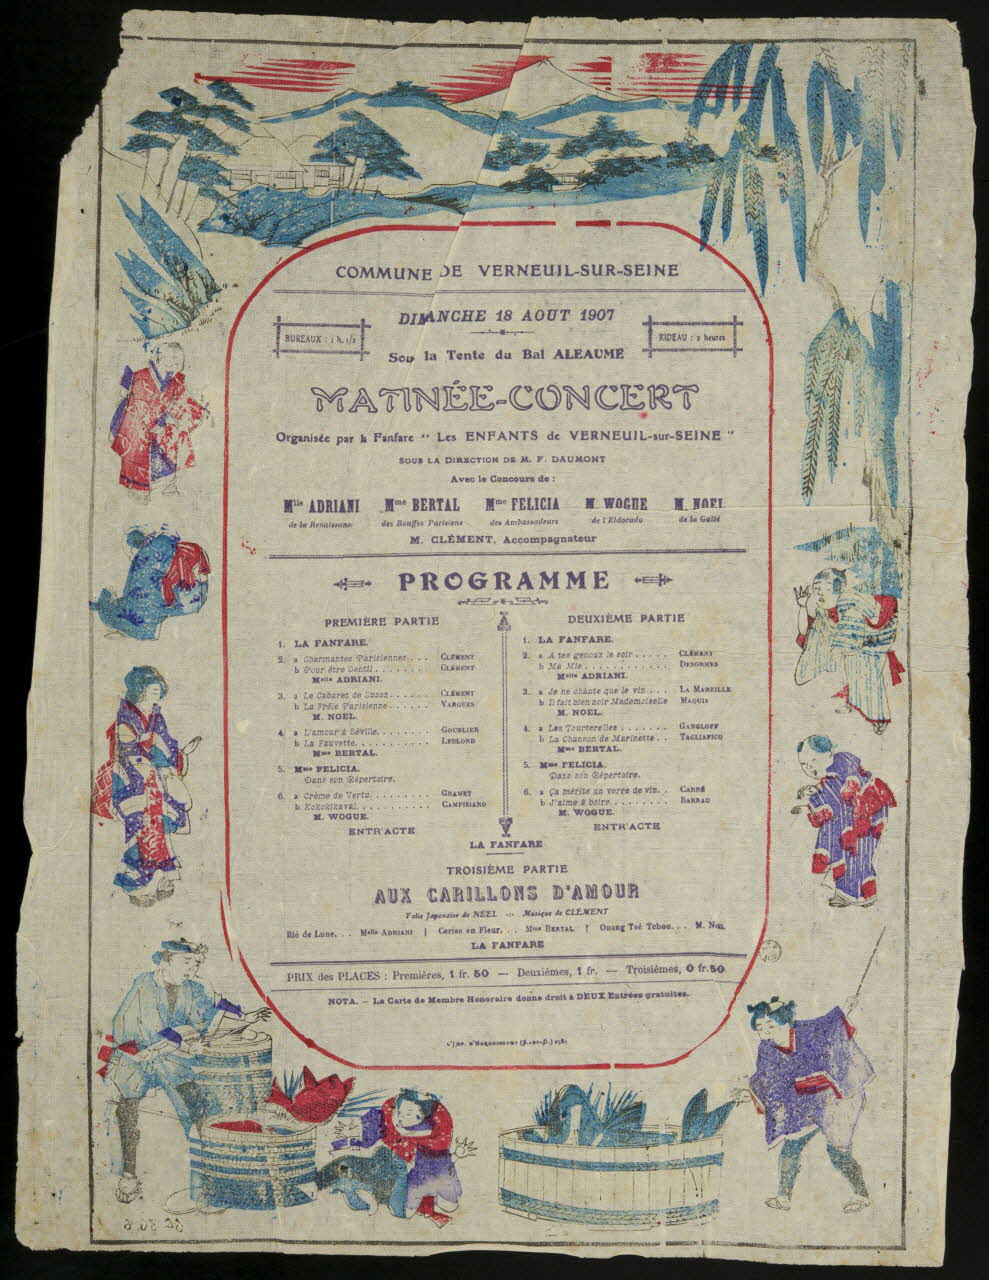 COMMUNE DE VERNEUIL-SUR-SEINE
DIMANCHE 18 AOUT 1907
BUREAUX : 1 h. 1/2
RIDEAU : 2 heures
Sous la Tente du Bal ALEAUME
MATINÉE-CONCERT
Organisée par la Fanfare “ Les ENFANTS de VERNEUIL-sur-SEINE ”
SOUS LA DIRECTION DE M. F. DAUMONT
Avec le Concours de :
Mlle ADRIANI Mme BERTAL Mme FELICIA M. WOGUE M. NOEL
de la Renaissane des Bouffes Parisiens des Ambassadeurs de l'Eldorado de la Gaîté
M. CLÉMENT, Accompagnateur
PROGRAMME
PREMIÈRE PARTIE
1. LA FANFARE.
2. a Charmantes Parisiennes . . . CLÉMENT
b Pour être Gentil . . . . . . . CLÉMENT
Melle ADRIANI.
3. a Le Cabaret de Suzon . . . . . . CLÉMENT
b La Frêle Parisienne . . . . . . VARGUES
M. NOEL.
4. a L'amour à Séville. . . . . . . . GOUBLIER
b La Fauvette. . . . . . . . . . LEBLOND
Mme BERTAL.
5. Mme FELICIA.
Dans son Répertoire.
6. a Crème de Vertu . . . . . . . . GRAMET
b Kokokikaval. . . . . . . . . . CAMPISIANO
M. WOGUE.
ENTR'ACTE
DEUXIÈME PARTIE
1. LA FANFARE.
2. a A tes genoux le soir . . . . . CLÉMENT
b Ma Mie . . . . . . . . . . . DESORMES
Melle ADRIANI.
3. a Je ne chante que le vin . . . . LA MAREILLE
b Il fait bien noir Mademoiselle MAQUIS
M. NOEL.
4. a Les Tourterelles . . . . . . . GANGLOFF
b La Chanson de Marinette . . TAGLIAFICO
Mme BERTAL.
5. Mme FELICIA.
Dans son Répertoire.
6. a Ça mérite un verre de vin. . . CARRÉ
b J'aime à boire. . . . . . . . . BARRAU
M. WOGUE.
ENTR'ACTE
LA FANFARE
TROISIÈME PARTIE
AUX CARILLONS D'AMOUR
Folie Japonaise de NÉEL -:- Musique de CLÉMENT
Blé de Lune. . . Melle ADRIANI | Cerise en Fleur. . . Mme BERTAL | Ouang Tsé Tchou. . . M. NOEL
LA FANFARE
PRIX des PLACES : Premières, 1 fr. 50 — Deuxièmes, 1 fr. — Troisièmes, 0 fr. 50
NOTA. — La Carte de Membre Honoraire donne droit à DEUX Entrées gratuites.